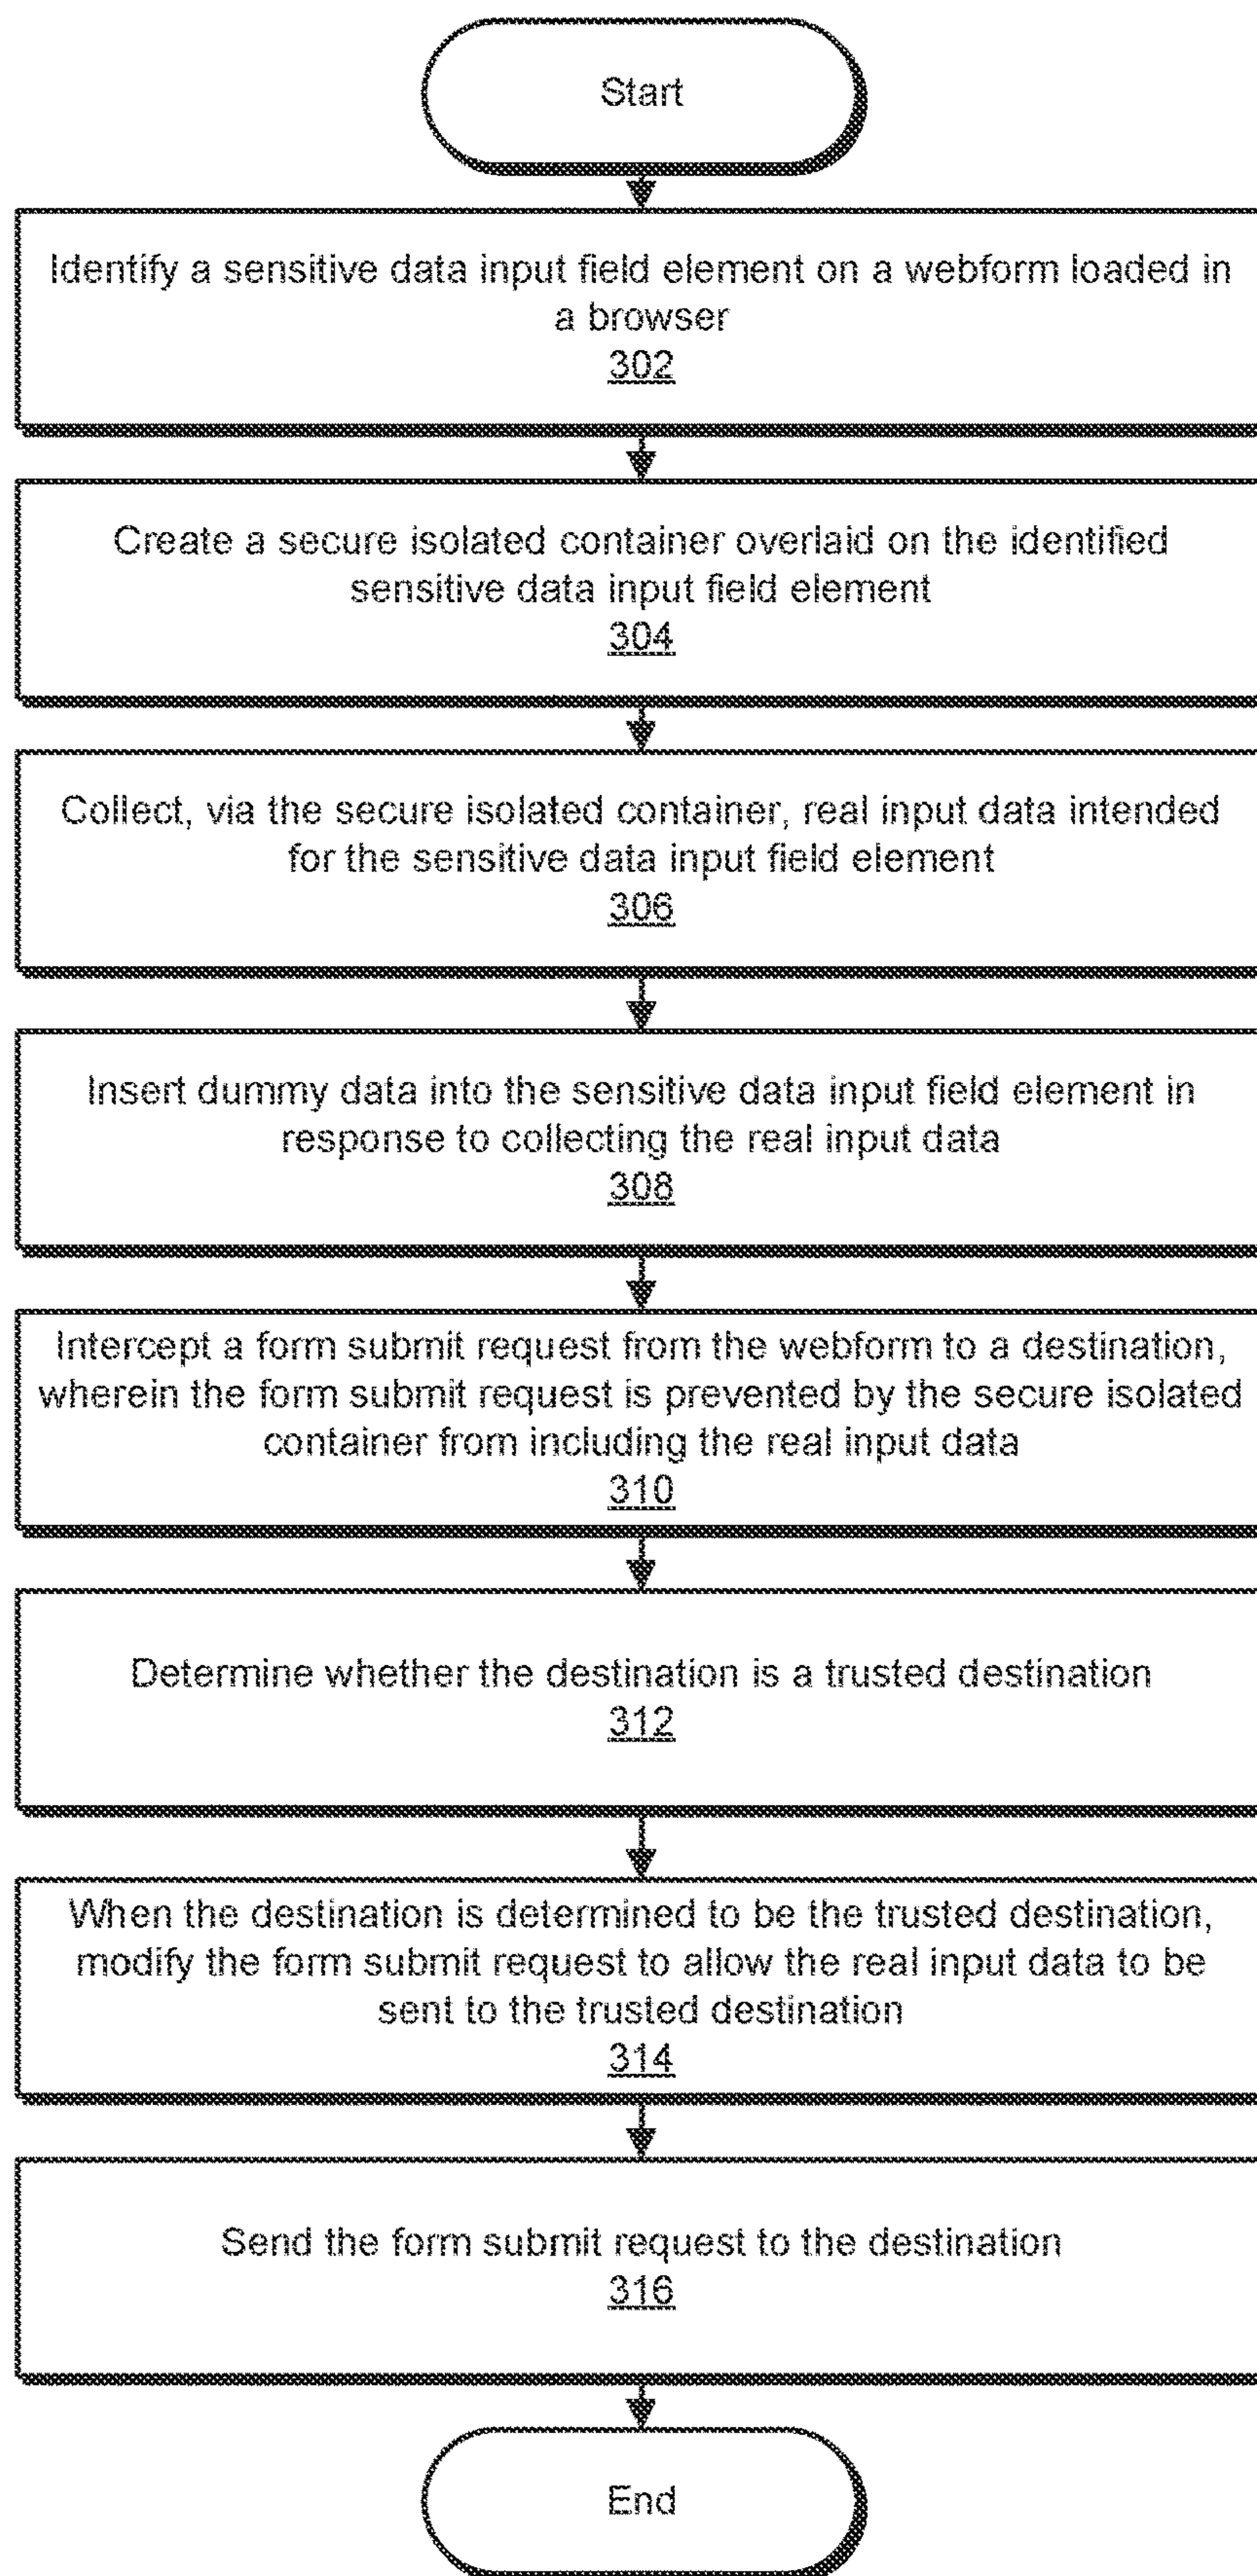 Start
Identify a sensitive data input field element on a webform loaded in
a browser
302
Create a secure isolated container overlaid on the identified
sensitive data input field element
304
Collect, via the secure isolated container, real input data intended
for the sensitive data input field element
306
Insert dummy data into the sensitive data input field element in
response to collecting the real input data
308
Intercept a form submit request from the webform to a destination,
wherein the form submit request is prevented by the secure isolated
container from including the real input data
310
Determine whether the destination is a trusted destination
312
When the destination is determined to be the trusted destination,
modify the form submit request to allow the real input data to be
sent to the trusted destination
314
Send the form submit request to the destination
316
End